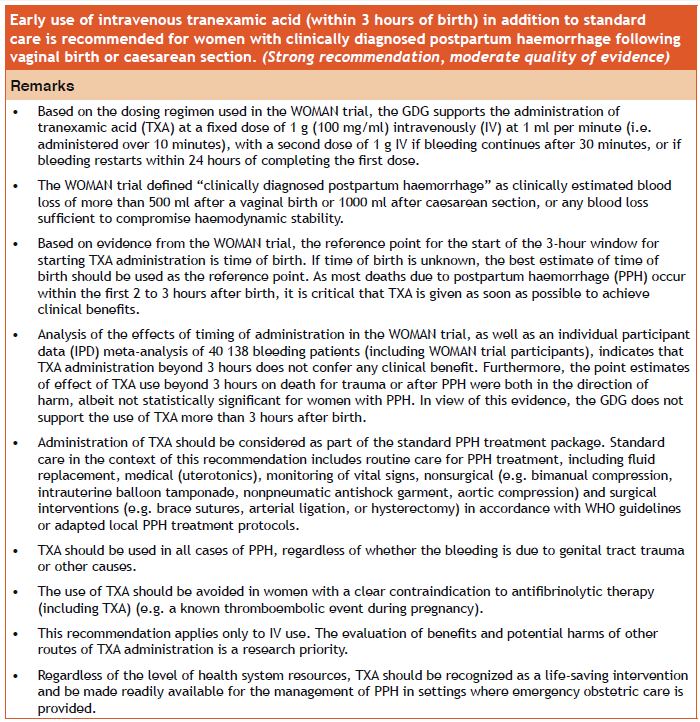 Early use of intravenous tranexamic acid (within 3 hours of birth) in addition to standard
care is recommended for women with clinically diagnosed postpartum haemorrhage following
vaginal birth or caesarean section. (Strong recommendation, moderate quality of evidence)
Remarks
• Based on the dosing regimen used in the WOMAN trial, the GDG supports the administration of
tranexamic acid (TXA) at a fixed dose of 1 g (100 mg/ml) intravenously (IV) at 1 ml per minute (i.e.
administered over 10 minutes), with a second dose of 1 g IV if bleeding continues after 30 minutes, or if
bleeding restarts within 24 hours of completing the first dose.
• The WOMAN trial defined “clinically diagnosed postpartum haemorrhage” as clinically estimated blood
loss of more than 500 ml after a vaginal birth or 1000 ml after caesarean section, or any blood loss
sufficient to compromise haemodynamic stability.
• Based on evidence from the WOMAN trial, the reference point for the start of the 3-hour window for
starting TXA administration is time of birth. If time of birth is unknown, the best estimate of time of
birth should be used as the reference point. As most deaths due to postpartum haemorrhage (PPH) occur
within the first 2 to 3 hours after birth, it is critical that TXA is given as soon as possible to achieve
clinical benefits.
• Analysis of the effects of timing of administration in the WOMAN trial, as well as an individual participant
data (IPD) meta-analysis of 40 138 bleeding patients (including WOMAN trial participants), indicates that
TXA administration beyond 3 hours does not confer any clinical benefit. Furthermore, the point estimates
of effect of TXA use beyond 3 hours on death for trauma or after PPH were both in the direction of
harm, albeit not statistically significant for women with PPH. In view of this evidence, the GDG does not
support the use of TXA more than 3 hours after birth.
• Administration of TXA should be considered as part of the standard PPH treatment package. Standard
care in the context of this recommendation includes routine care for PPH treatment, including fluid
replacement, medical (uterotonics), monitoring of vital signs, nonsurgical (e.g. bimanual compression,
intrauterine balloon tamponade, nonpneumatic antishock garment, aortic compression) and surgical
interventions (e.g. brace sutures, arterial ligation, or hysterectomy) in accordance with WHO guidelines
or adapted local PPH treatment protocols.
• TXA should be used in all cases of PPH, regardless of whether the bleeding is due to genital tract trauma
or other causes.
• The use of TXA should be avoided in women with a clear contraindication to antifibrinolytic therapy
(including TXA) (e.g. a known thromboembolic event during pregnancy).
• This recommendation applies only to IV use. The evaluation of benefits and potential harms of other
routes of TXA administration is a research priority.
• Regardless of the level of health system resources, TXA should be recognized as a life-saving intervention
and be made readily available for the management of PPH in settings where emergency obstetric care is
provided.